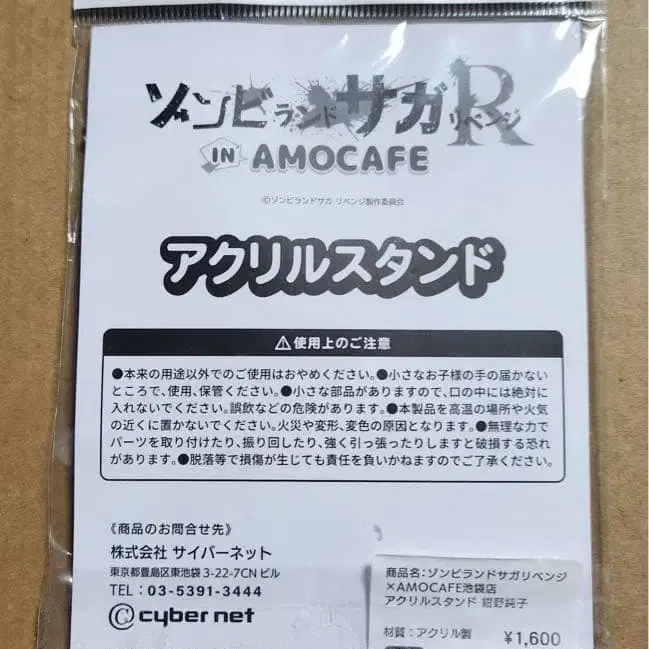 ゾンビランドサガリベンジR
IN AMOCAFE
©ゾンビランドサガ リベンジ製作委員会
アクリルスタンド
⚠使用上のご注意
●本来の用途以外でのご使用はおやめください。●小さなお子様の手の届かない
ところで、使用、保管ください。●小さな部品がありますので、口の中には絶対に
入れないでください。誤飲などの危険があります。●本製品を高温の場所や火気
の近くに置かないでください。火災や変形、変色の原因となります。●無理な力で
パーツを取り付けたり、振り回したり、強く引っ張ったりしますと破損する恐れ
があります。●脱落等で損傷が生じても責任を負いかねますのでご了承ください。
《商品のお問合せ先》
株式会社 サイバーネット
東京都豊島区東池袋 3-22-7CN ビル
TEL：03-5391-3444
cyber net
商品名：ゾンビランドサガリベンジ
×AMOCAFE池袋店
アクリルスタンド 紺野純子
材質：アクリル製
¥1,600